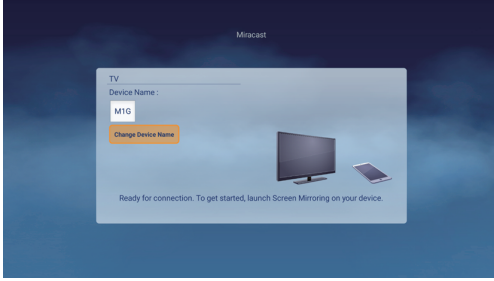 Miracast
TV
Device Name :
M1G
Change Device Name
Ready for connection. To get started, launch Screen Mirroring on your device.